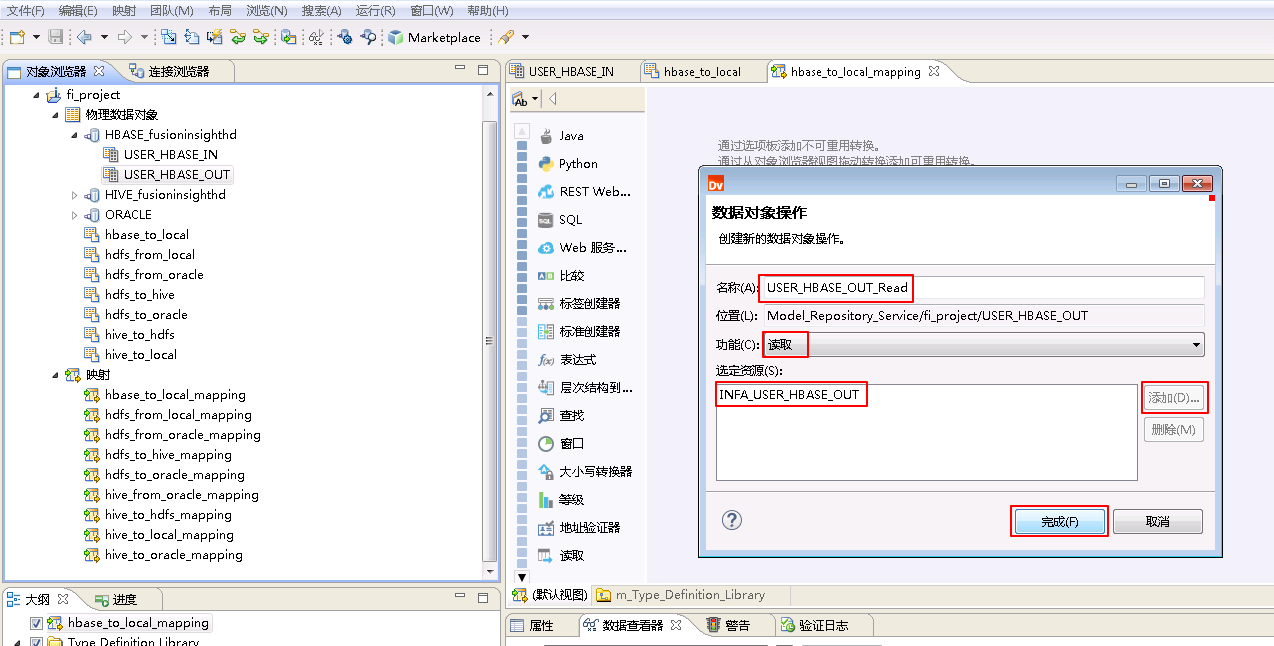 文件(F) 编辑(E) 映射 团队(M) 布局 浏览(N) 搜索(A) 运行(R) 窗口(W) 帮助(H)
Marketplace
对象浏览器 连接浏览器
fi_project
物理数据对象
HBASE_fusioninsighthd
USER_HBASE_IN
USER_HBASE_OUT
HIVE_fusioninsighthd
ORACLE
hbase_to_local
hdfs_from_local
hdfs_from_oracle
hdfs_to_hive
hdfs_to_oracle
hive_to_hdfs
hive_to_local
映射
hbase_to_local_mapping
hdfs_from_local_mapping
hdfs_from_oracle_mapping
hdfs_to_hive_mapping
hdfs_to_oracle_mapping
hive_from_oracle_mapping
hive_to_hdfs_mapping
hive_to_local_mapping
hive_to_oracle_mapping
大纲 进度
hbase_to_local_mapping
Type Definition Library
USER_HBASE_IN hbase_to_local hbase_to_local_mapping
Ab
Java
Python
REST Web...
SQL
Web 服务...
比较
标签创建器
标准创建器
f(x) 表达式
层次结构到...
查找
窗口
大小写转换器
等级
地址验证器
读取
通过选项板添加不可重用转换。
通过从对象浏览器视图拖动转换添加可重用转换。
Dv
数据对象操作
创建新的数据对象操作。
名称(A): USER_HBASE_OUT_Read
位置(L): Model_Repository_Service/fi_project/USER_HBASE_OUT
功能(C): 读取
选定资源(S):
INFA_USER_HBASE_OUT
添加(D)...
删除(M)
完成(F) 取消
(默认视图) m_Type_Definition_Library
属性 数据查看器 警告 验证日志